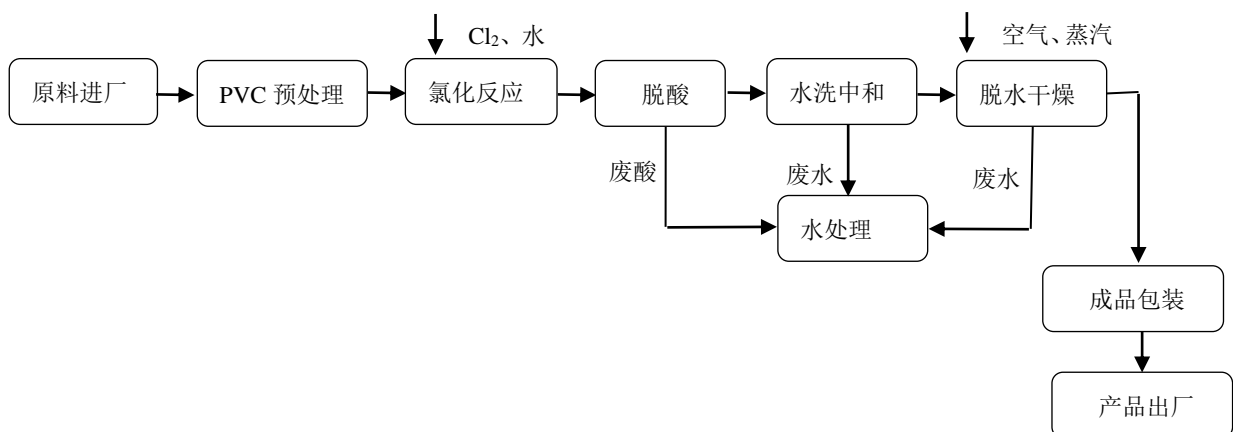 Cl₂、水
空气、蒸汽
原料进厂
PVC 预处理
氯化反应
脱酸
水洗中和
脱水干燥
废酸
废水
废水
水处理
成品包装
产品出厂